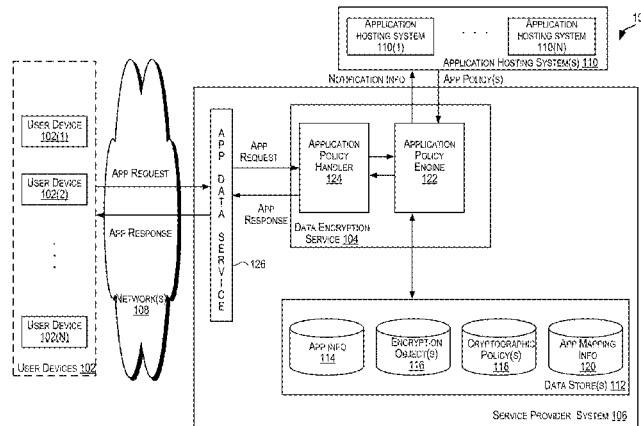 10
APPLICATION HOSTING SYSTEM 110(1)
. . .
APPLICATION HOSTING SYSTEM 110(N)
APPLICATION HOSTING SYSTEM(S) 110
NOTIFICATION INFO
APP POLICY(S)
USER DEVICE 102(1)
USER DEVICE 102(2)
USER DEVICE 102(N)
USER DEVICES 102
APP REQUEST
APP RESPONSE
NETWORK(S) 108
APP DATA SERVICE
126
APP REQUEST
APP RESPONSE
APPLICATION POLICY HANDLER 124
APPLICATION POLICY ENGINE 122
DATA ENCRYPTION SERVICE 104
APP INFO 114
ENCRYPTION OBJECT(S) 116
CRYPTOGRAPHIC POLICY(S) 118
APP MAPPING INFO 120
DATA STORE(S) 112
SERVICE PROVIDER SYSTEM 106